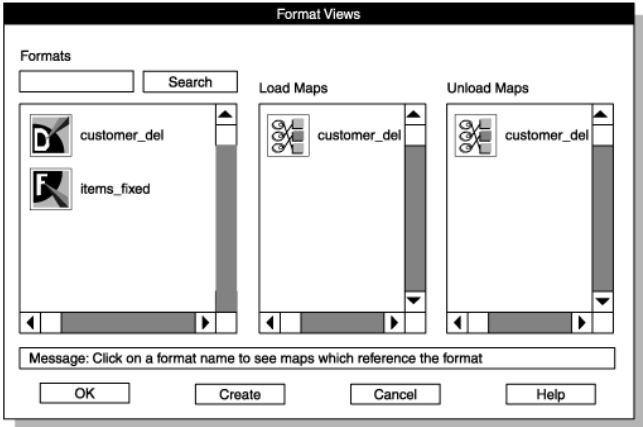 Format Views
Formats
Search
Load Maps
Unload Maps
D customer_del
F items_fixed
customer_del
customer_del
Message: Click on a format name to see maps which reference the format
OK Create Cancel Help